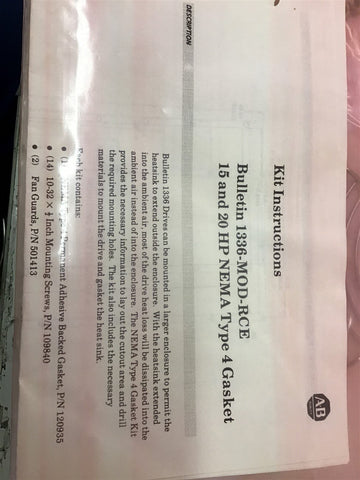 AB
Kit Instructions
Bulletin 1336-MOD-RCE
15 and 20 HP NEMA Type 4 Gasket
DESCRIPTION
Bulletin 1336 Drives can be mounted in a larger enclosure to permit the
heatsink to extend outside the enclosure. With the heatsink extended
into the ambient air, most of the drive heat loss will be dissipated into the
ambient air instead of into the enclosure. The NEMA Type 4 Gasket Kit
provides the necessary information to lay out the cutout area and drill
the required mounting holes. The kit also includes the necessary
materials to mount the drive and gasket the heat sink.
Each kit contains:
Adhesive Backed Gasket, P/N 120935
• (14) 10-32 × ½ Inch Mounting Screws, P/N 109840
• (2) Fan Guards, P/N 501413